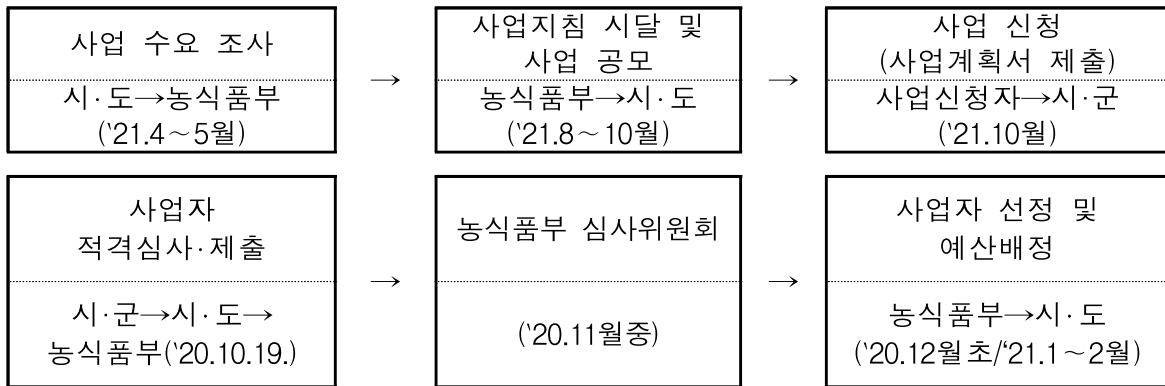 사업 수요 조사
시·도→농식품부
(‘21.4～5월)
→
사업지침 시달 및
사업 공모
농식품부→시·도
(‘21.8～10월)
→
사업 신청
(사업계획서 제출)
사업신청자→시·군
(‘21.10월)
사업자
적격심사·제출
시·군→시·도→
농식품부(‘20.10.19.)
→
농식품부 심사위원회
(‘20.11월중)
→
사업자 선정 및
예산배정
농식품부→시·도
(‘20.12월초/‘21.1～2월)